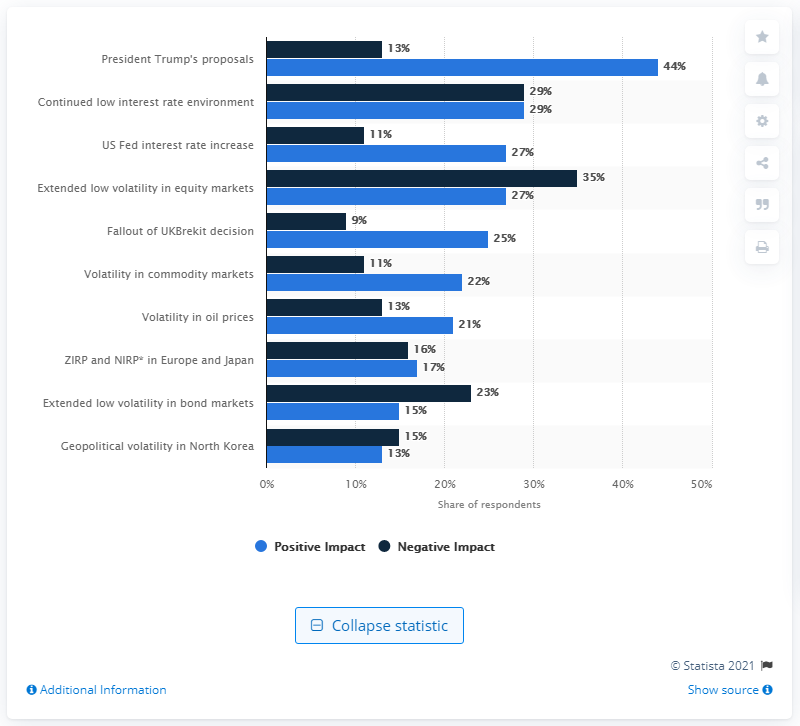 President Trump's proposals
13%
44%
Continued low interest rate environment
29%
29%
US Fed interest rate increase
11%
27%
Extended low volatility in equity markets
35%
27%
Fallout of UKBrekit decision
9%
25%
Volatility in commodity markets
11%
22%
Volatility in oil prices
13%
21%
ZIRP and NIRP* in Europe and Japan
16%
17%
Extended low volatility in bond markets
23%
15%
Geopolitical volatility in North Korea
15%
13%
0% 10% 20% 30% 40% 50%
Share of respondents
Positive Impact Negative Impact
Collapse statistic
© Statista 2021
Additional Information Show source